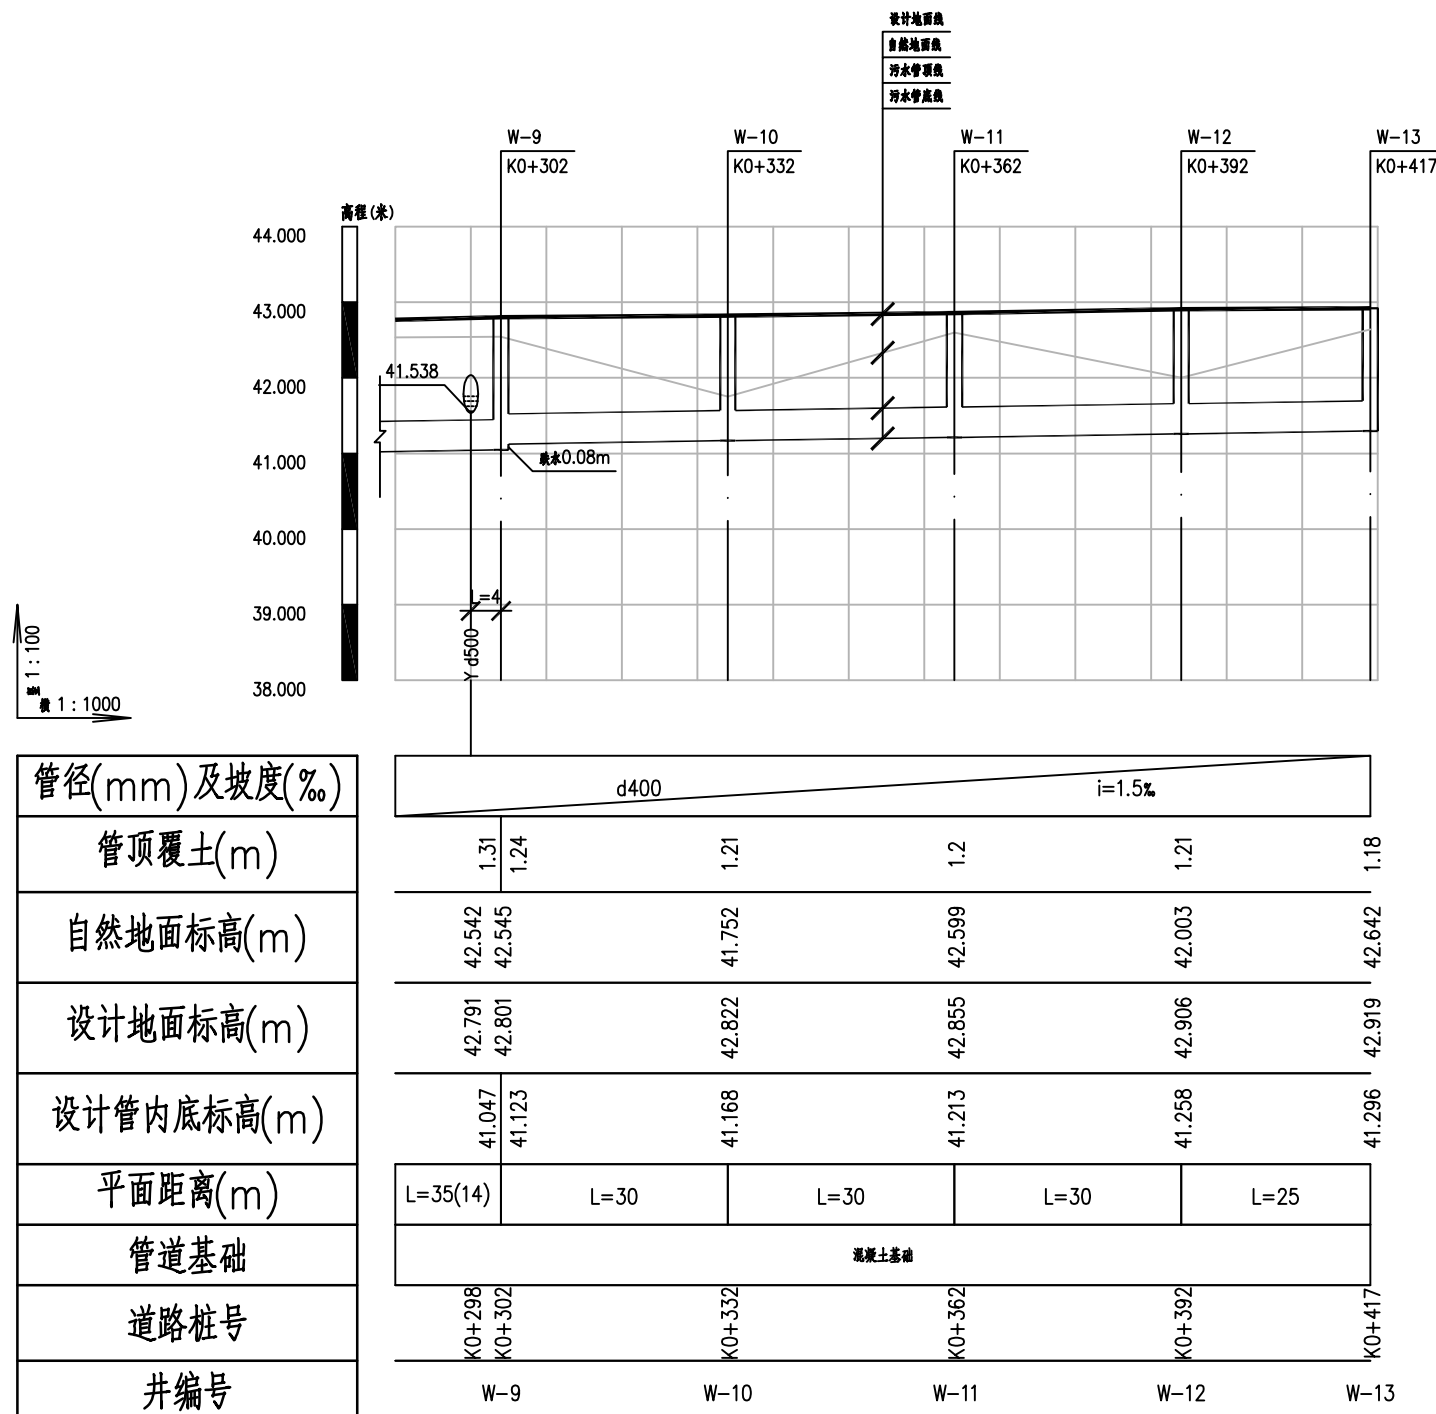 设计地面线
自然地面线
污水管顶线
污水管底线
W-9
K0+302
W-10
K0+332
W-11
K0+362
W-12
K0+392
W-13
K0+417
高程(米)
44.000
43.000
42.000
41.000
40.000
39.000
38.000
41.538
跌水0.08m
L=4
Y d500
竖 1:100
横 1:1000
管径(mm)及坡度(‰) d400 i=1.5‰
管顶覆土(m) 1.31 1.24 1.21 1.2 1.21 1.18
自然地面标高(m) 42.542 42.545 41.752 42.599 42.003 42.642
设计地面标高(m) 42.791 42.801 42.822 42.855 42.906 42.919
设计管内底标高(m) 41.047 41.123 41.168 41.213 41.258 41.296
平面距离(m) L=35(14) L=30 L=30 L=30 L=25
管道基础 混凝土基础
道路桩号 K0+298 K0+302 K0+332 K0+362 K0+392 K0+417
井编号 W-9 W-10 W-11 W-12 W-13